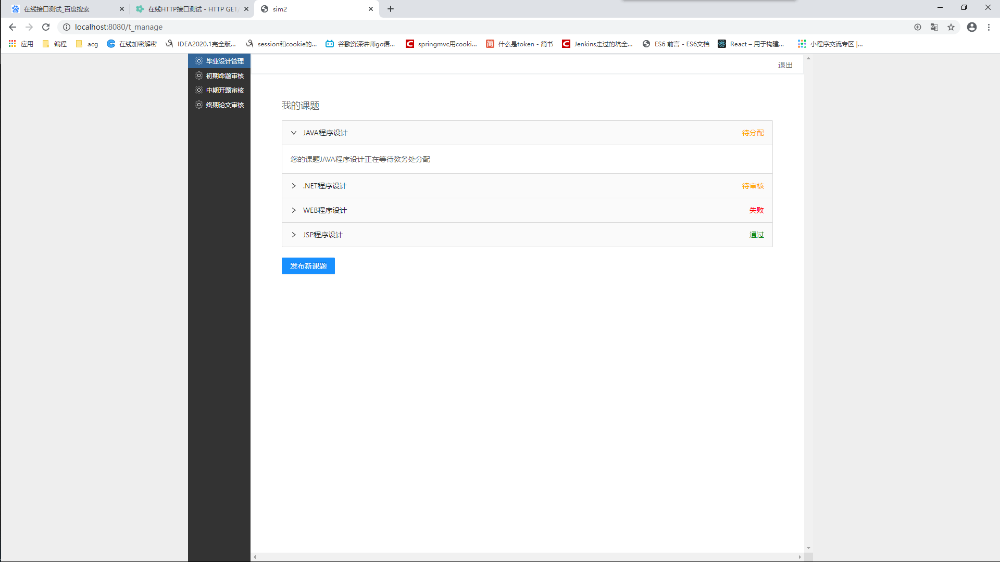 在线接口测试_百度搜索
在线HTTP接口测试 - HTTP GET/
sim2
localhost:8080/t_manage
应用
编程
acg
在线加密解密
IDEA2020.1完全版...
session和cookie的...
谷歌资深讲师go语...
springmvc用cooki...
简
什么是token - 简书
Jenkins走过的坑全...
ES6 前言 - ES6文档
React – 用于构建...
小程序交流专区 |...
毕业设计管理
初期命题审核
中期开题审核
终期论文审核
退出
我的课题
JAVA程序设计
待分配
您的课题JAVA程序设计正在等待教务处分配
.NET程序设计
待审核
WEB程序设计
失败
JSP程序设计
通过
发布新课题